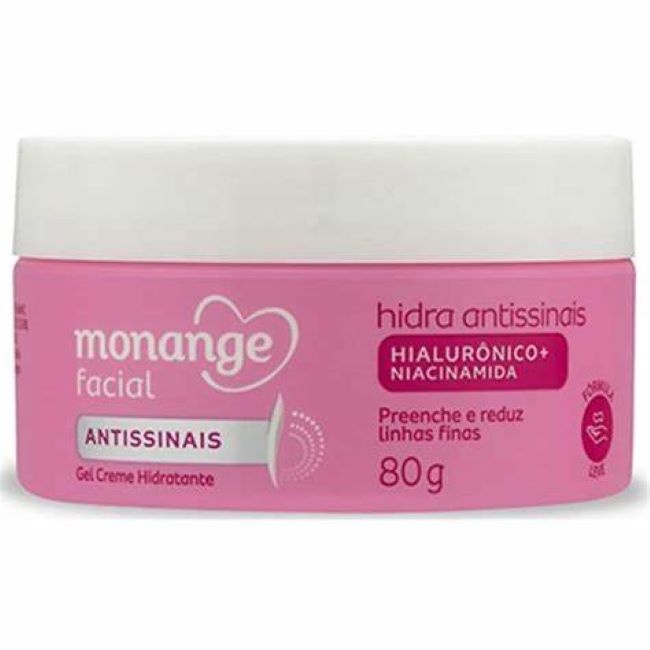 monange
facial
ANTISSINAIS
Gel Creme Hidratante
hidra antissinais
HIALURÔNICO+
NIACINAMIDA
Preenche e reduz
linhas finas
80g
FÓRMULA
LEVE